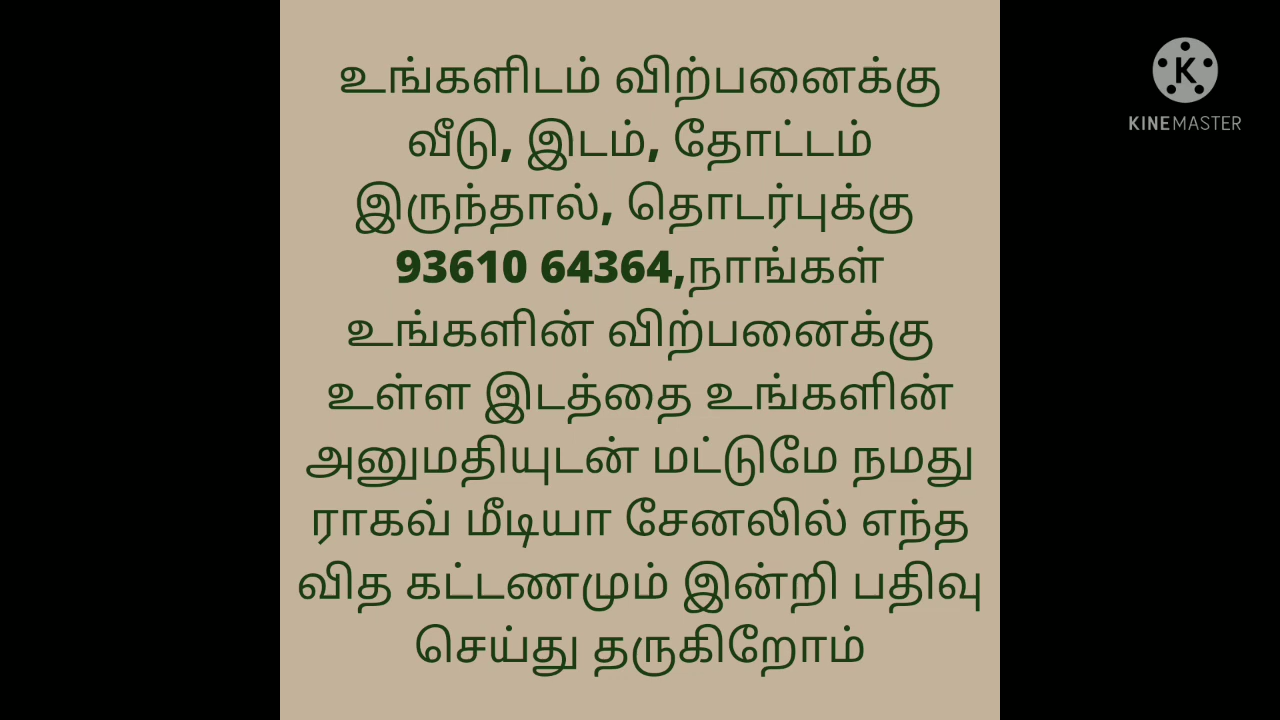 உங்களிடம் விற்பனைக்கு
வீடு, இடம், தோட்டம்
இருந்தால், தொடர்புக்கு
93610 64364,நாங்கள்
உங்களின் விற்பனைக்கு
உள்ள இடத்தை உங்களின்
அனுமதியுடன் மட்டுமே நமது
ராகவ் மீடியா சேனலில் எந்த
வித கட்டணமும் இன்றி பதிவு
செய்து தருகிறோம்
K
KINEMASTER